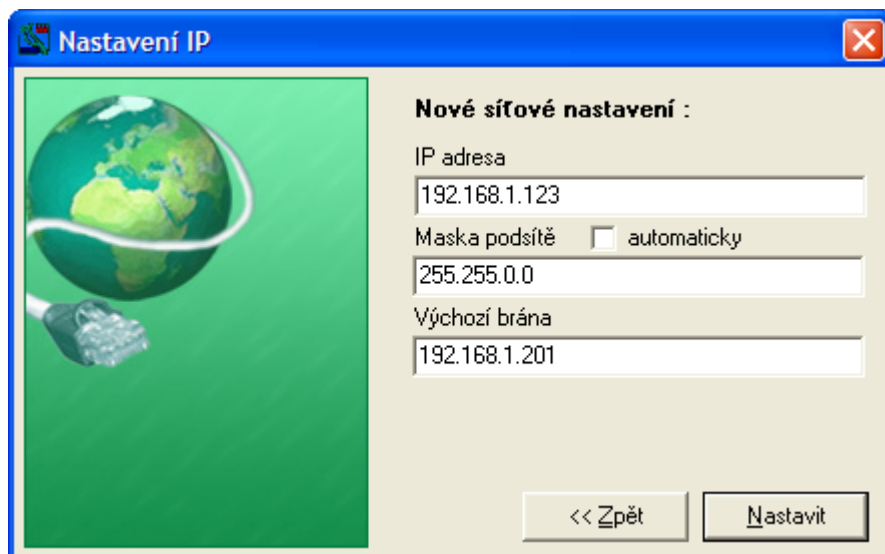 Nastavení IP
Nové síťové nastavení :
IP adresa
192.168.1.123
Maska podsítě automaticky
255.255.0.0
Výchozí brána
192.168.1.201
<< Zpět Nastavit